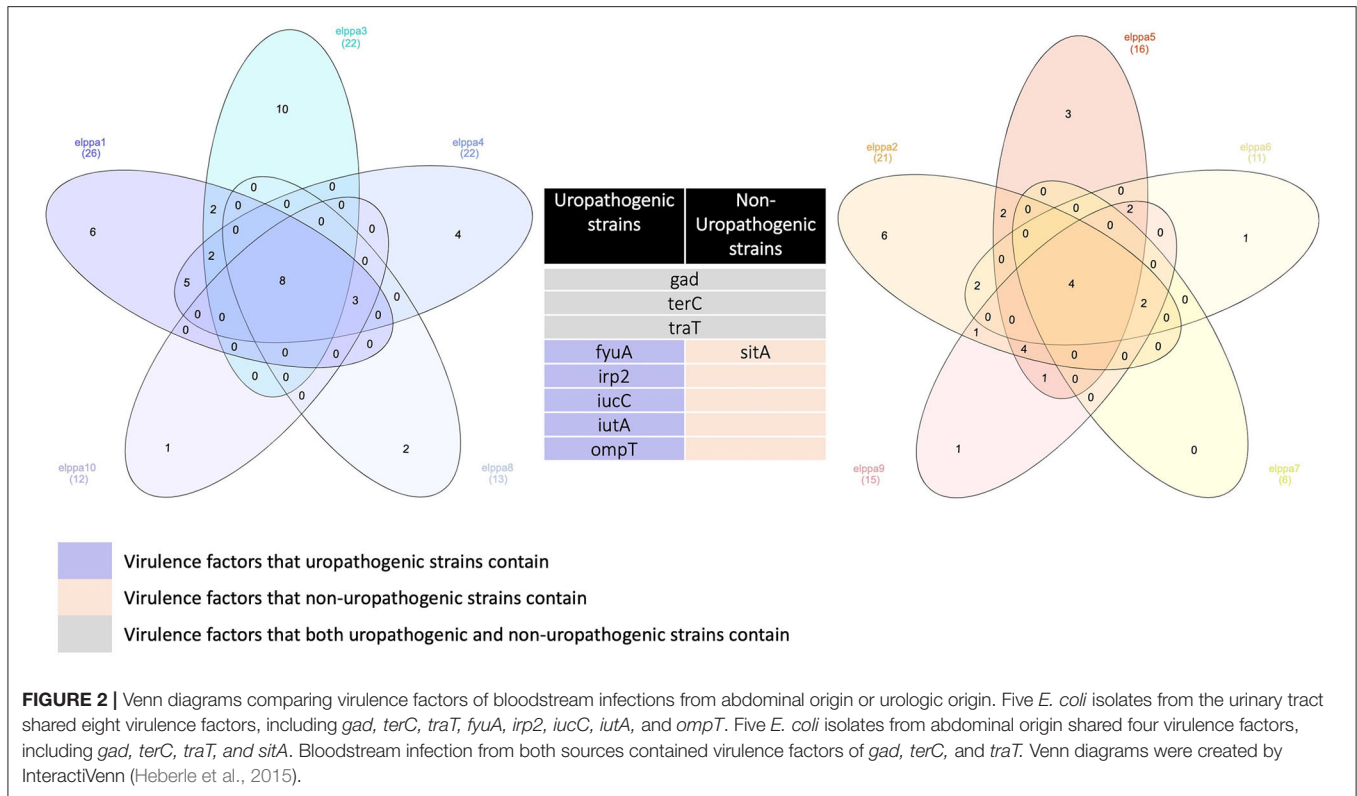 elppa3
(22)
10
elppa1
(26)
elppa4
(22)
0
0
2
0
0
0
0
0
0
6
4
2
0
5
8
3
0
0
0
0
0
0
0
0
0
0
0
0
0
1
2
elppa10
(12)
elppa8
(13)
Uropathogenic strains
Non-Uropathogenic strains
gad
terC
traT
fyuA
sitA
irp2
iucC
iutA
ompT
elppa5
(16)
3
elppa2
(21)
elppa6
(11)
0
0
2
0
0
2
0
0
0
6
1
0
0
2
4
2
0
0
0
0
1
4
0
0
0
0
1
0
0
1
0
elppa9
(15)
elppa7
(6)
Virulence factors that uropathogenic strains contain
Virulence factors that non-uropathogenic strains contain
Virulence factors that both uropathogenic and non-uropathogenic strains contain
FIGURE 2 | Venn diagrams comparing virulence factors of bloodstream infections from abdominal origin or urologic origin. Five E. coli isolates from the urinary tract
shared eight virulence factors, including gad, terC, traT, fyuA, irp2, iucC, iutA, and ompT. Five E. coli isolates from abdominal origin shared four virulence factors,
including gad, terC, traT, and sitA. Bloodstream infection from both sources contained virulence factors of gad, terC, and traT. Venn diagrams were created by
InteractiVenn (Heberle et al., 2015).